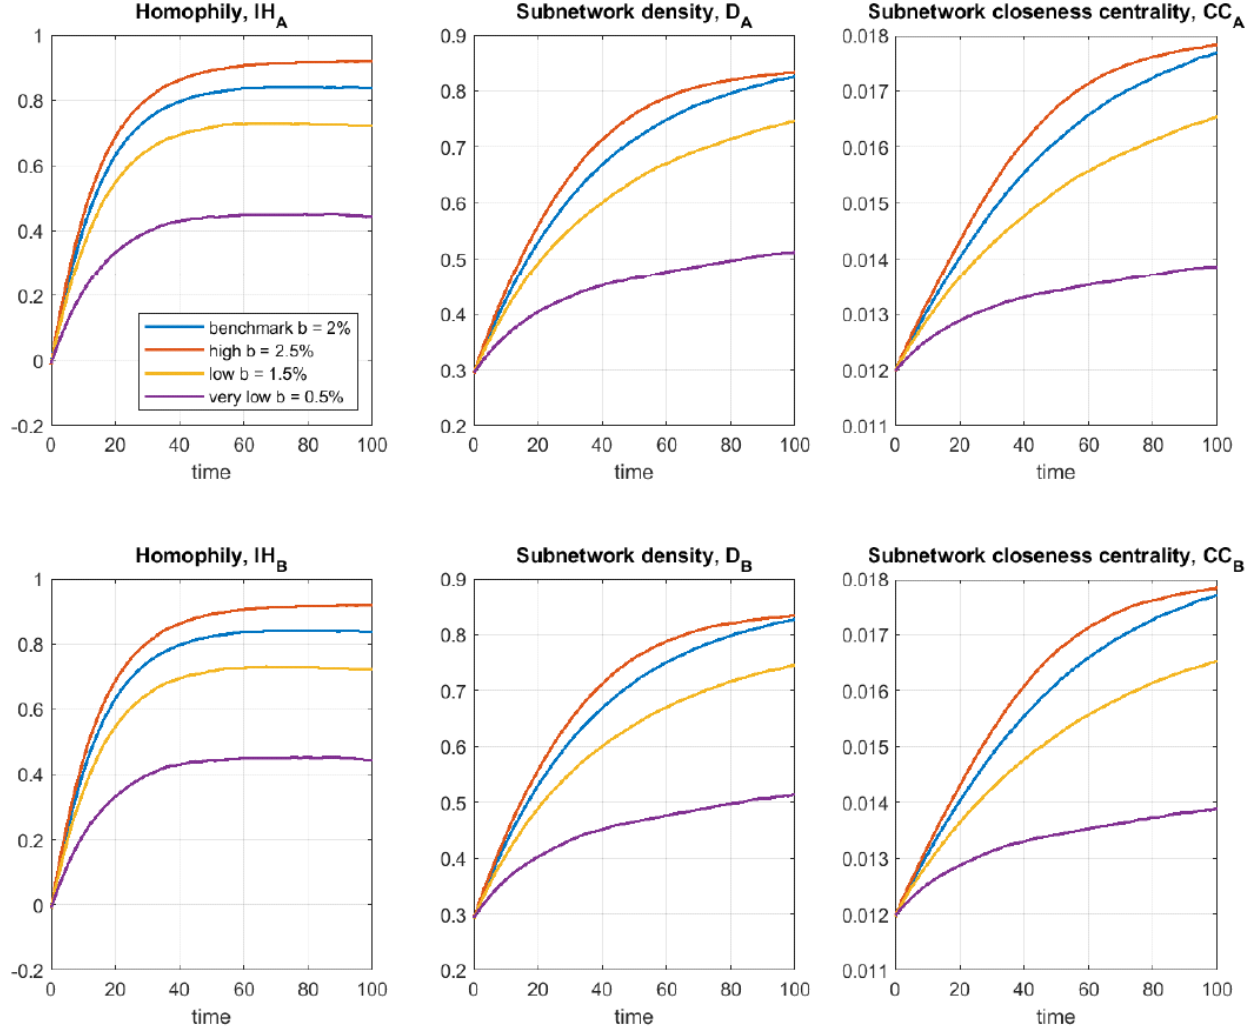 Homophily, IH_A
Subnetwork density, D_A
Subnetwork closeness centrality, CC_A
1
0.8
0.6
0.4
0.2
0
-0.2
0 20 40 60 80 100
time
benchmark b = 2%
high b = 2.5%
low b = 1.5%
very low b = 0.5%
0.9
0.8
0.7
0.6
0.5
0.4
0.3
0.2
0 20 40 60 80 100
time
0.018
0.017
0.016
0.015
0.014
0.013
0.012
0.011
0 20 40 60 80 100
time
Homophily, IH_B
Subnetwork density, D_B
Subnetwork closeness centrality, CC_B
1
0.8
0.6
0.4
0.2
0
-0.2
0 20 40 60 80 100
time
0.9
0.8
0.7
0.6
0.5
0.4
0.3
0.2
0 20 40 60 80 100
time
0.018
0.017
0.016
0.015
0.014
0.013
0.012
0.011
0 20 40 60 80 100
time